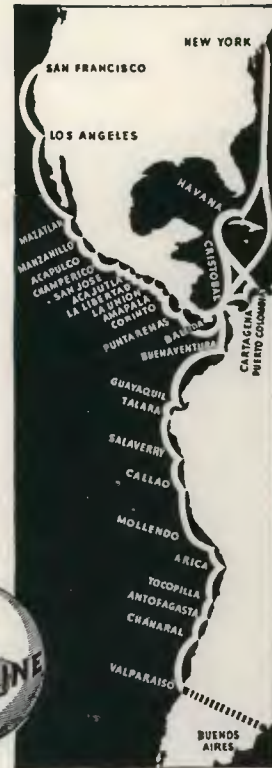 NEW YORK
SAN FRANCISCO
LOS ANGELES
HAVANA
MAZATLAN
MANZANILLO
ACAPULCO
CHAMPERICO
SAN JOSE
ACAJUTLA
LA LIBERTAD
LA UNION
AMAPALA
CORINTO
PUNTARENAS
CRISTOBAL
BALBOA
BUENAVENTURA
CARTAGENA
PUERTO COLOMBIA
GUAYAQUIL
TALARA
SALAVERRY
CALLAO
MOLLENDO
ARICA
TOCOPILLA
ANTOFAGASTA
CHANARAL
VALPARAISO
BUENOS
AIRES